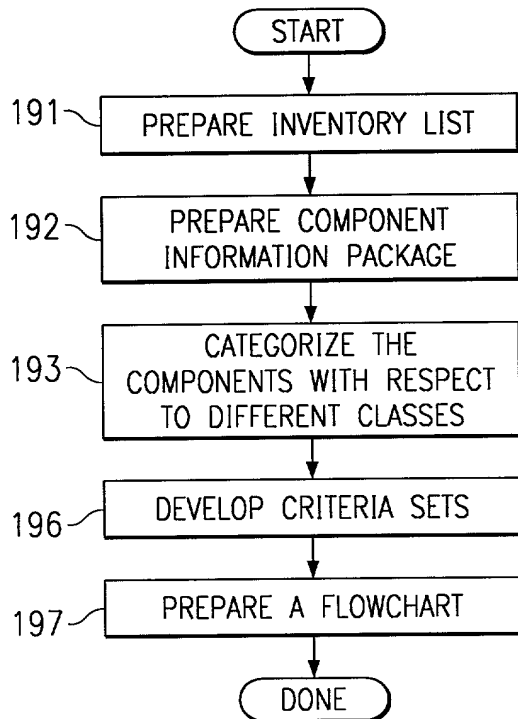 START
191
PREPARE INVENTORY LIST
192
PREPARE COMPONENT
INFORMATION PACKAGE
193
CATEGORIZE THE
COMPONENTS WITH RESPECT
TO DIFFERENT CLASSES
196
DEVELOP CRITERIA SETS
197
PREPARE A FLOWCHART
DONE